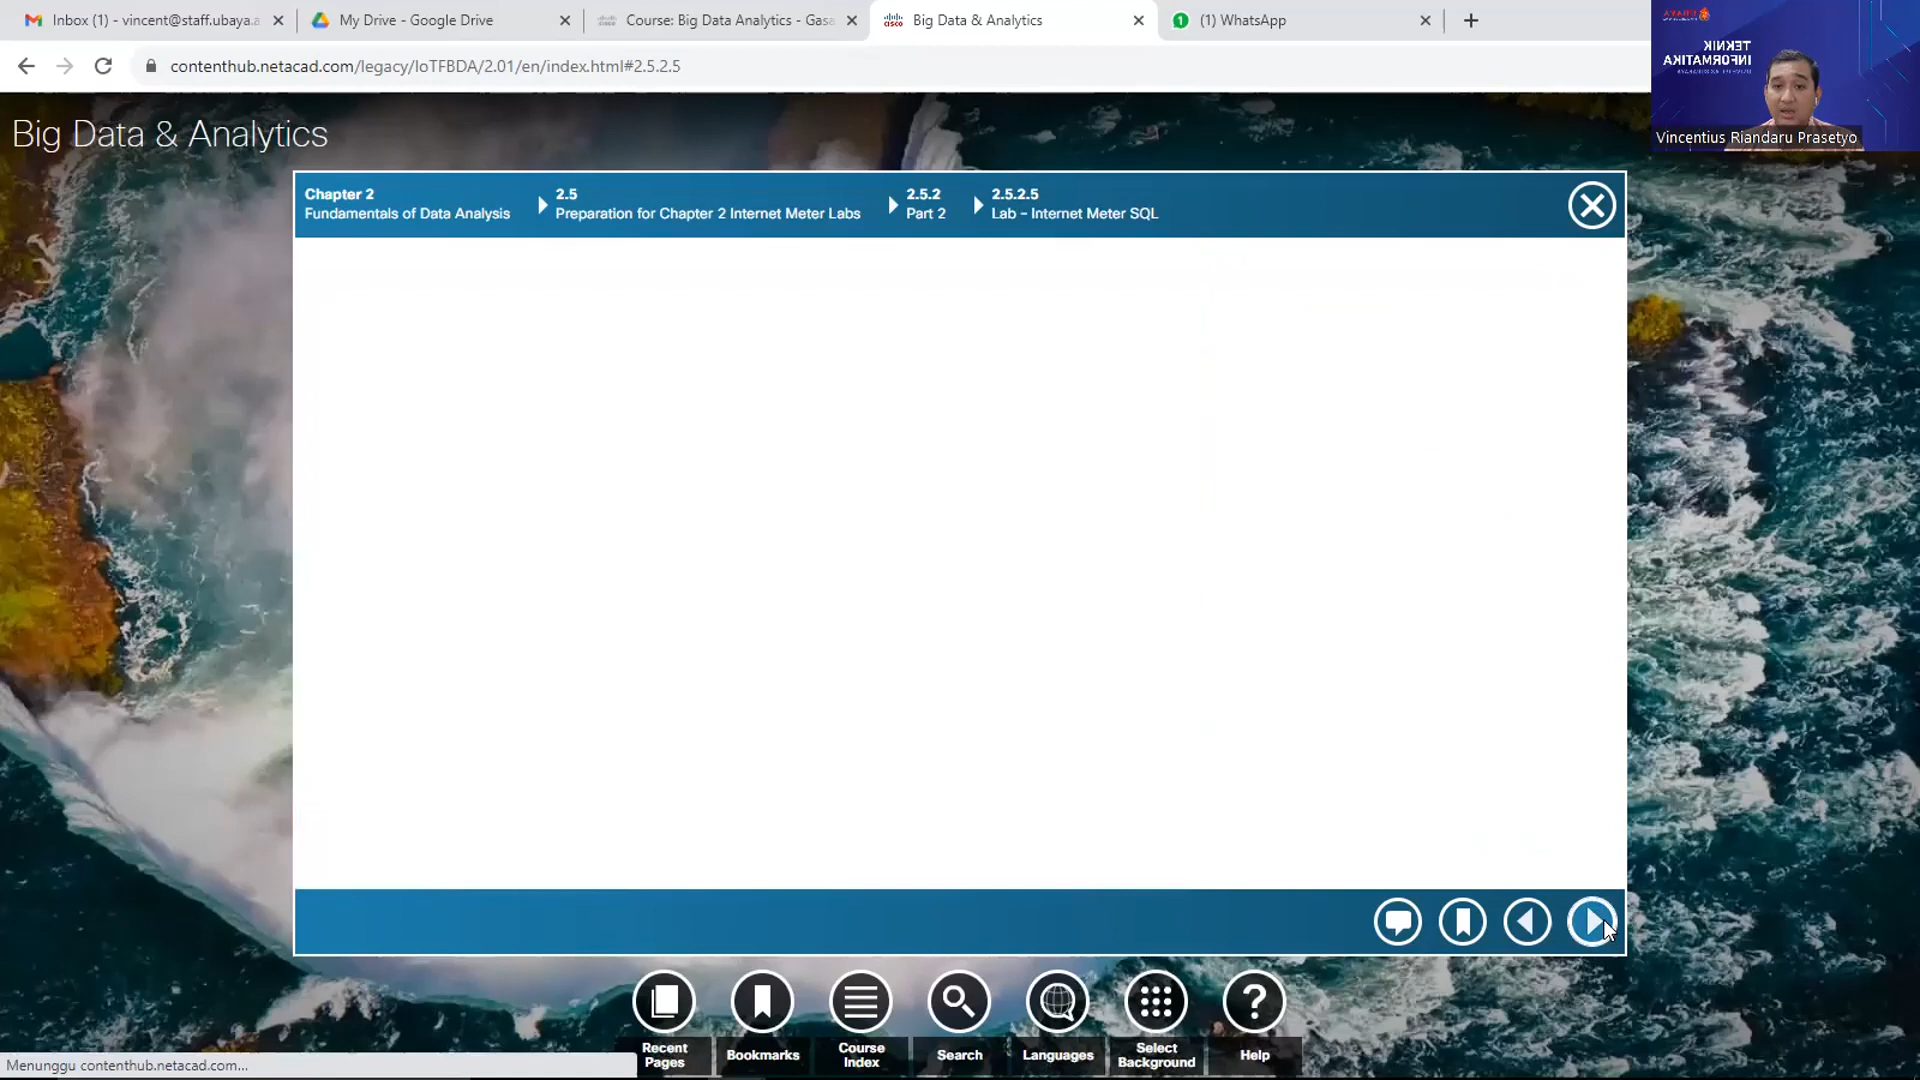 Inbox (1) - vincent@staff.ubaya.a
My Drive - Google Drive
Course: Big Data Analytics - Gasa
Big Data & Analytics
(1) WhatsApp
contenthub.netacad.com/legacy/IoTFBDA/2.01/en/index.html#2.5.2.5
TEKNIK
INFORMATIKA
Vincentius Riandaru Prasetyo
Big Data & Analytics
Chapter 2
Fundamentals of Data Analysis
2.5
Preparation for Chapter 2 Internet Meter Labs
2.5.2
Part 2
2.5.2.5
Lab - Internet Meter SQL
Recent
Pages
Bookmarks
Course
Index
Search
Languages
Select
Background
Help
Menunggu contenthub.netacad.com...